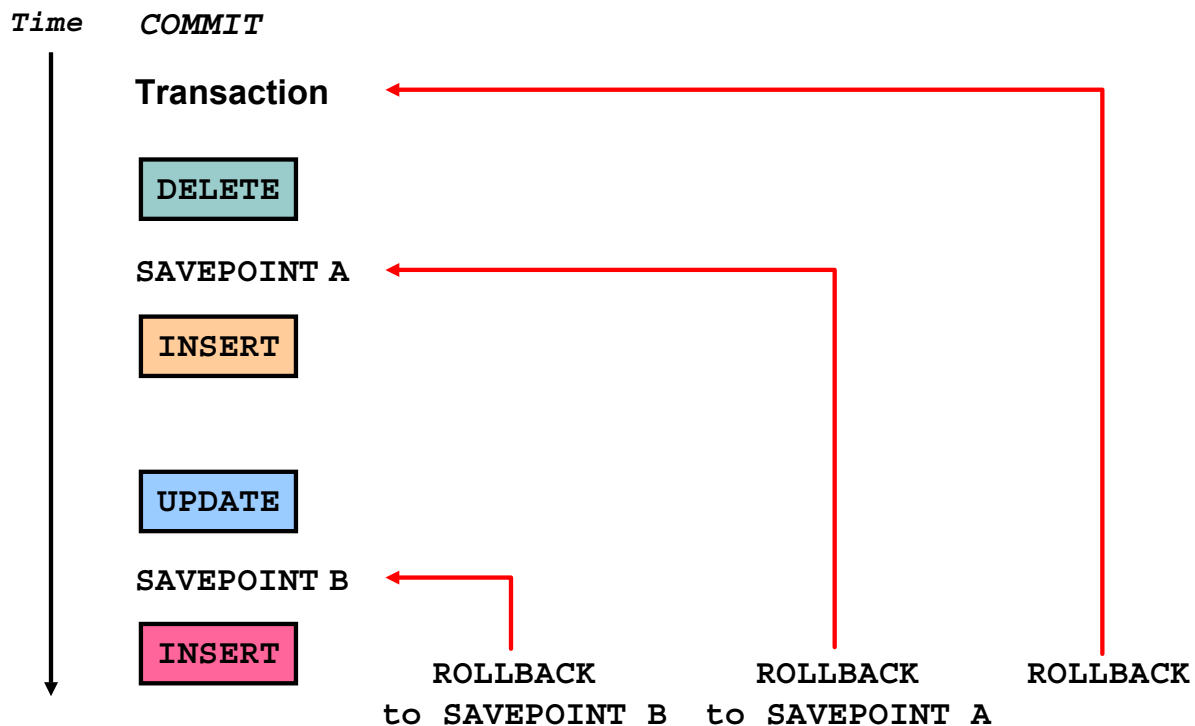 Time COMMIT
Transaction
DELETE
SAVEPOINT A
INSERT
UPDATE
SAVEPOINT B
INSERT
ROLLBACK
to SAVEPOINT B
ROLLBACK
to SAVEPOINT A
ROLLBACK